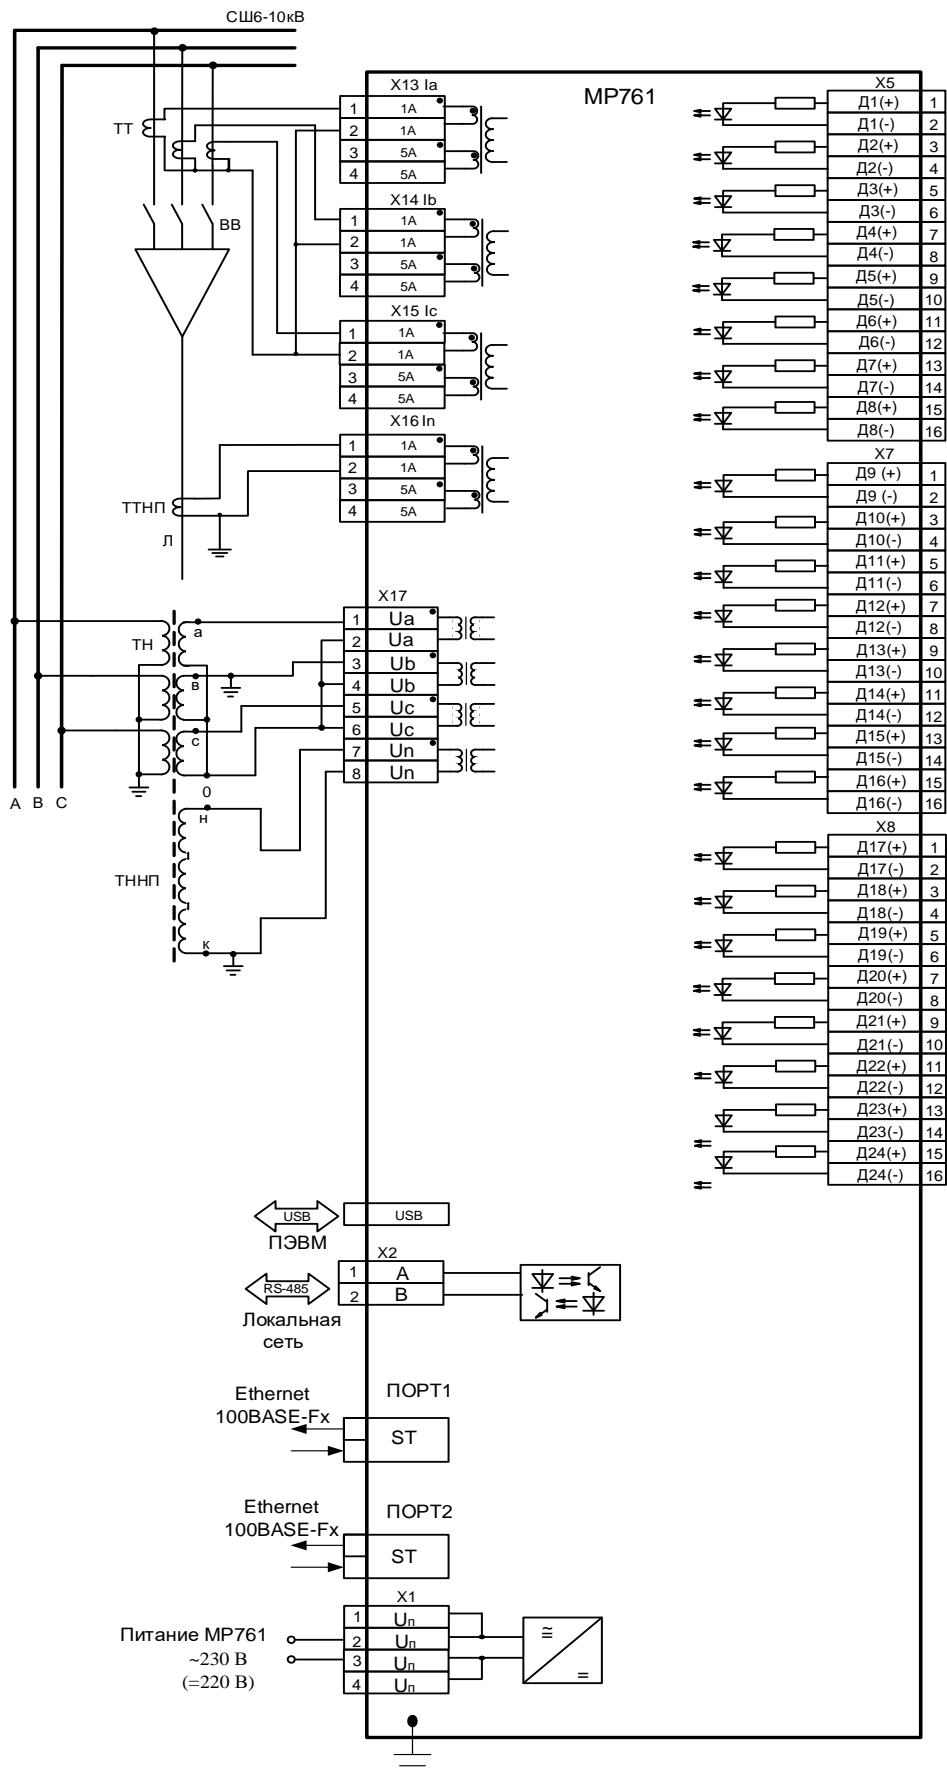 СШ6-10кВ
МР761
X13 Ia
1 1А
2 1А
3 5А
4 5А
ТТ
X14 Ib
1 1А
2 1А
3 5А
4 5А
ВВ
X15 Ic
1 1А
2 1А
3 5А
4 5А
X16 In
1 1А
2 1А
3 5А
4 5А
ТТНП
Л
X17
1 Ua
2 Ua
3 Ub
4 Ub
5 Uc
6 Uc
7 Un
8 Un
ТН
а
в
с
0
А В С
н
ТННП
к
USB
USB
ПЭВМ
X2
1 A
2 B
RS-485
Локальная
сеть
Ethernet
100BASE-Fx
ПОРТ1
ST
Ethernet
100BASE-Fx
ПОРТ2
ST
X1
1 Uп
2 Uп
3 Uп
4 Uп
Питание МР761
~230 В
(=220 В)
≅
=
X5
Д1(+) 1
Д1(-) 2
Д2(+) 3
Д2(-) 4
Д3(+) 5
Д3(-) 6
Д4(+) 7
Д4(-) 8
Д5(+) 9
Д5(-) 10
Д6(+) 11
Д6(-) 12
Д7(+) 13
Д7(-) 14
Д8(+) 15
Д8(-) 16
X7
Д9 (+) 1
Д9 (-) 2
Д10(+) 3
Д10(-) 4
Д11(+) 5
Д11(-) 6
Д12(+) 7
Д12(-) 8
Д13(+) 9
Д13(-) 10
Д14(+) 11
Д14(-) 12
Д15(+) 13
Д15(-) 14
Д16(+) 15
Д16(-) 16
X8
Д17(+) 1
Д17(-) 2
Д18(+) 3
Д18(-) 4
Д19(+) 5
Д19(-) 6
Д20(+) 7
Д20(-) 8
Д21(+) 9
Д21(-) 10
Д22(+) 11
Д22(-) 12
Д23(+) 13
Д23(-) 14
Д24(+) 15
Д24(-) 16